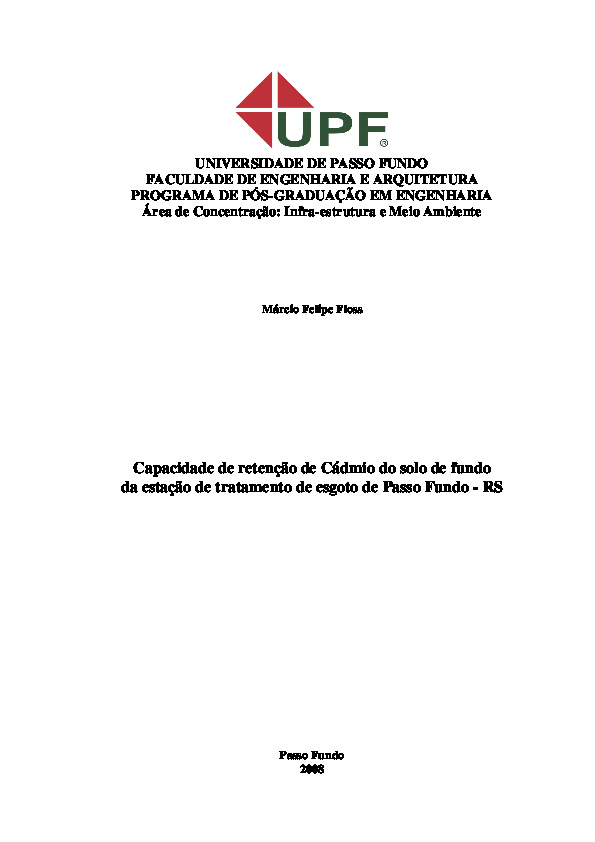 UPF®
UNIVERSIDADE DE PASSO FUNDO
FACULDADE DE ENGENHARIA E ARQUITETURA
PROGRAMA DE PÓS-GRADUAÇÃO EM ENGENHARIA
Área de Concentração: Infra-estrutura e Meio Ambiente
Márcio Felipe Floss
Capacidade de retenção de Cádmio do solo de fundo
da estação de tratamento de esgoto de Passo Fundo - RS
Passo Fundo
2008